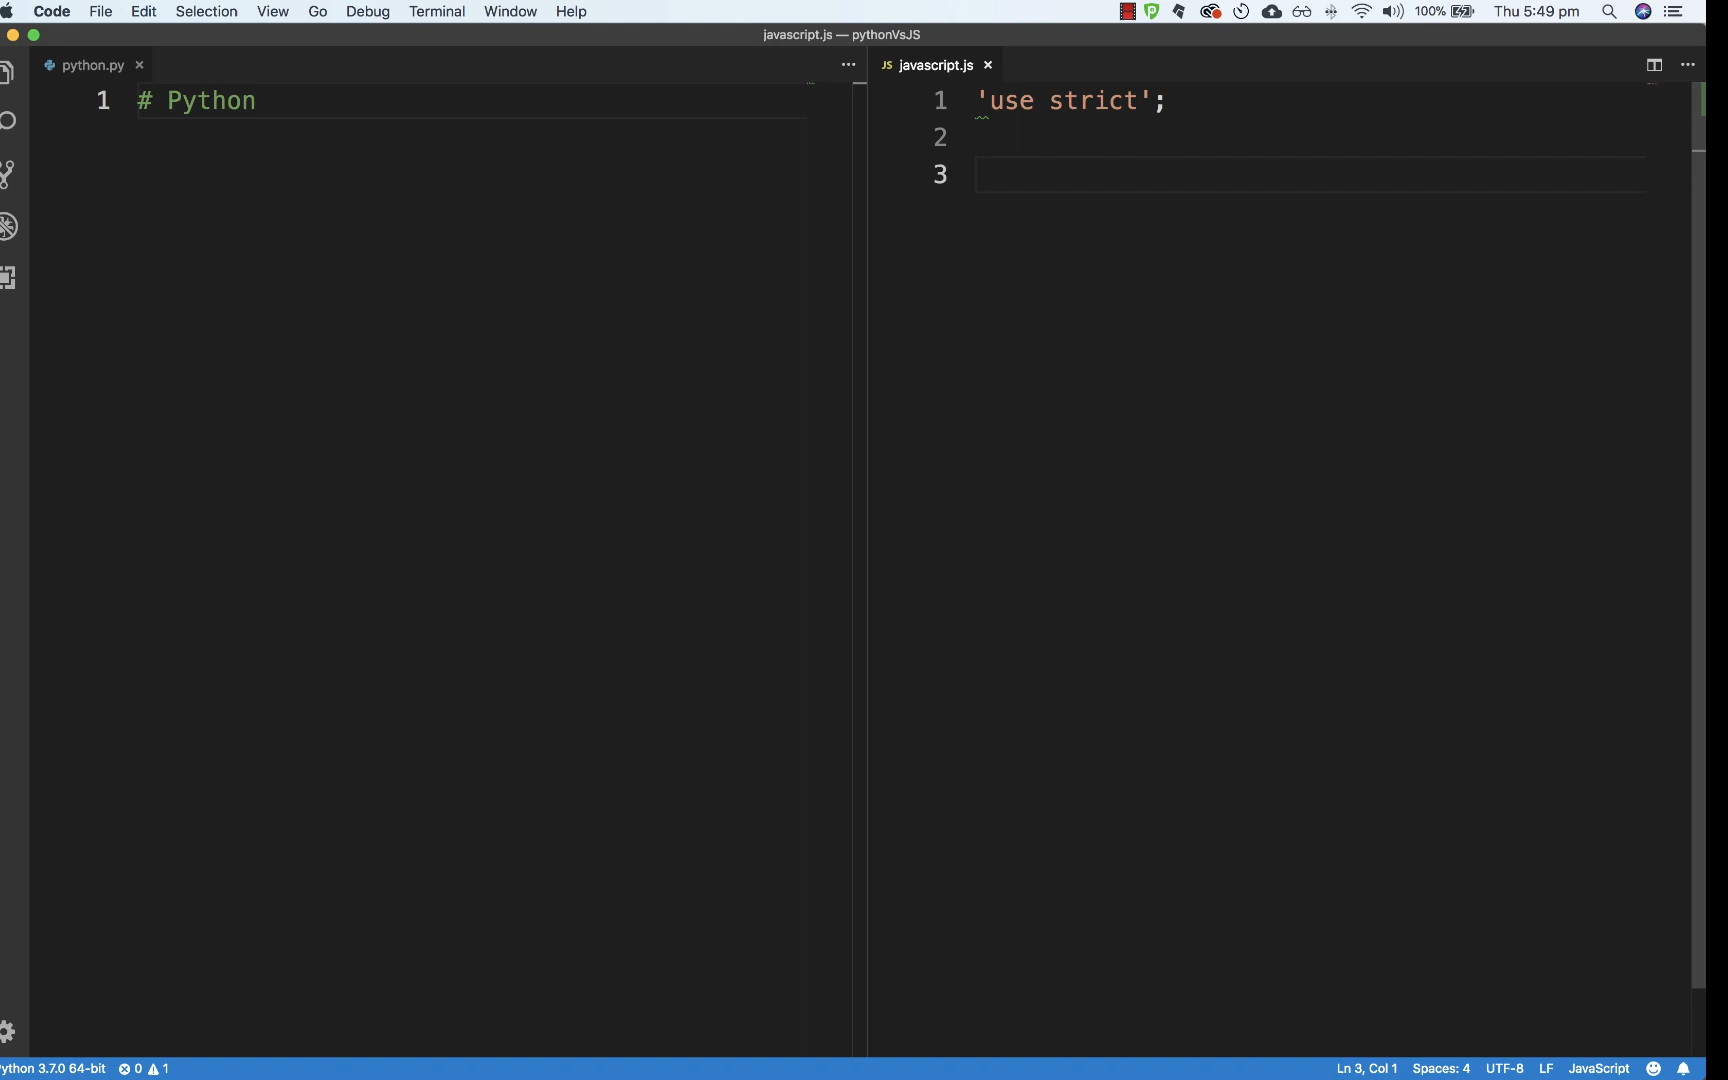 Code File Edit Selection View Go Debug Terminal Window Help 100% Thu 5:49 pm
javascript.js — pythonVsJS
python.py
1 # Python
JS javascript.js
1 'use strict';
2
3
ython 3.7.0 64-bit 0 1 Ln 3, Col 1 Spaces: 4 UTF-8 LF JavaScript